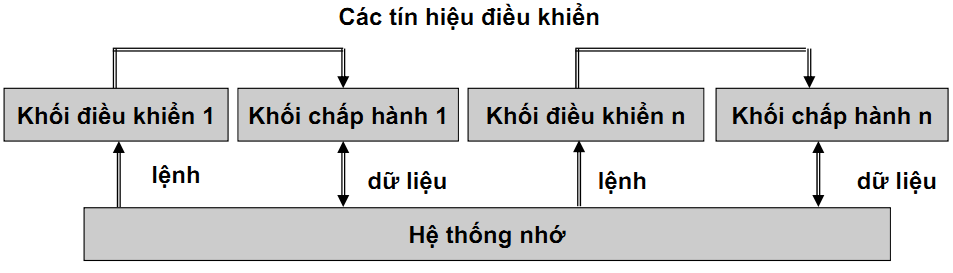 Các tín hiệu điều khiển
Khối điều khiển 1
Khối chấp hành 1
Khối điều khiển n
Khối chấp hành n
lệnh
dữ liệu
lệnh
dữ liệu
Hệ thống nhớ